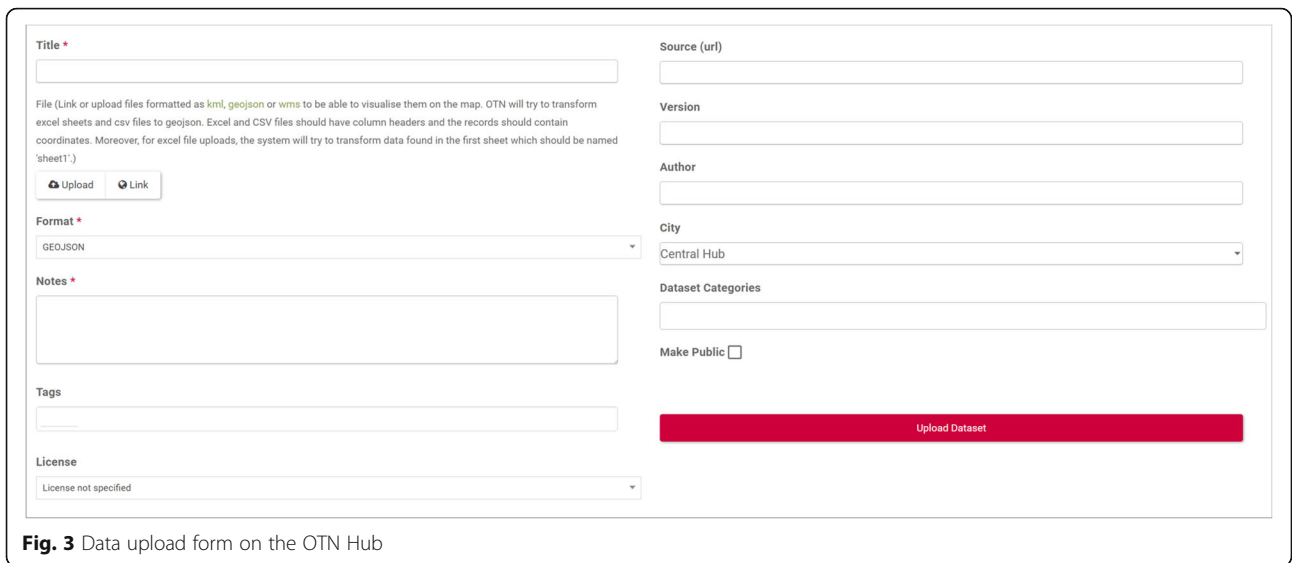 Title *
File (Link or upload files formatted as kml, geojson or wms to be able to visualise them on the map. OTN will try to transform
excel sheets and csv files to geojson. Excel and CSV files should have column headers and the records should contain
coordinates. Moreover, for excel file uploads, the system will try to transform data found in the first sheet which should be named
'sheet1'.)
Upload Link
Format *
GEOJSON
Notes *
Tags
License
License not specified
Source (url)
Version
Author
City
Central Hub
Dataset Categories
Make Public
Upload Dataset
Fig. 3 Data upload form on the OTN Hub